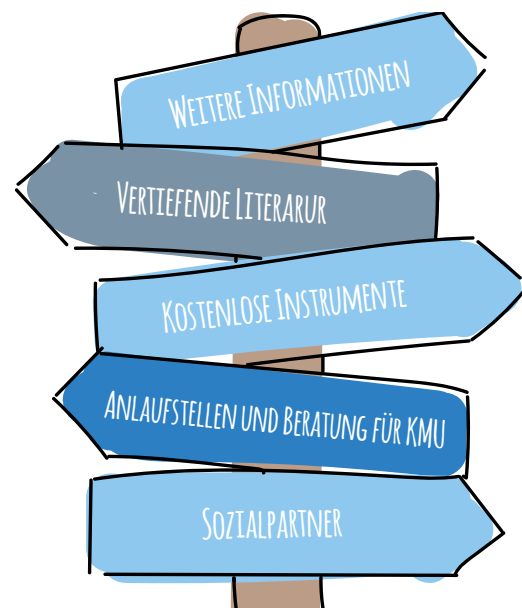 Weitere Informationen
Vertiefende Literarur
Kostenlose Instrumente
Anlaufstellen und Beratung für KMU
Sozialpartner